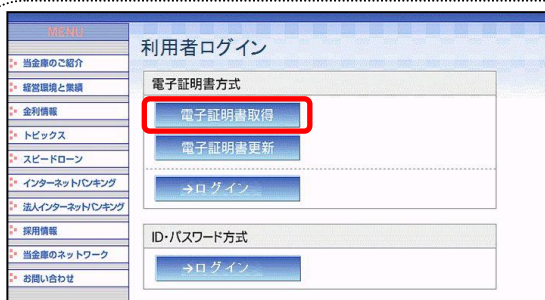 MENU
当金庫のご紹介
経営環境と業績
金利情報
トピックス
スピードローン
インターネットバンキング
法人インターネットバンキング
採用情報
当金庫のネットワーク
お問い合わせ
利用者ログイン
電子証明書方式
電子証明書取得
電子証明書更新
→ログイン
ID・パスワード方式
→ログイン